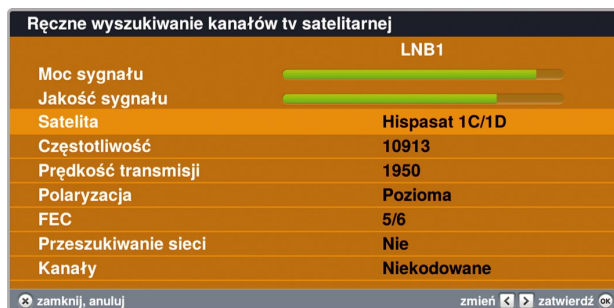 Ręczne wyszukiwanie kanałów tv satelitarnej
LNB1
Moc sygnału
Jakość sygnału
Satelita Hispasat 1C/1D
Częstotliwość 10913
Prędkość transmisji 1950
Polaryzacja Pozioma
FEC 5/6
Przeszukiwanie sieci Nie
Kanały Niekodowane
zamknij, anuluj zmień zatwierdź OK